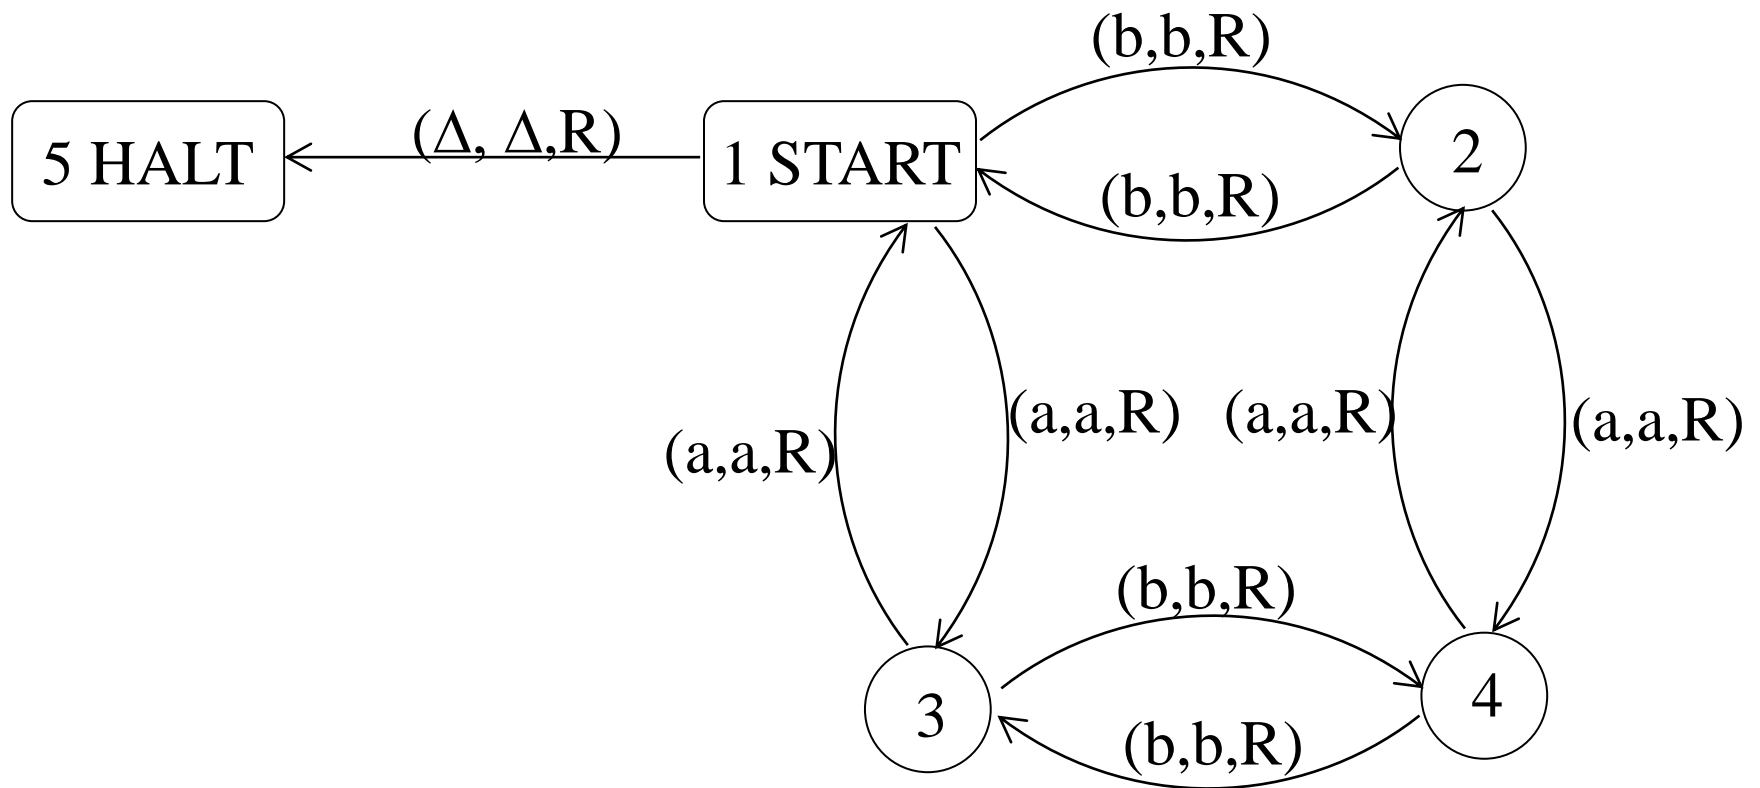 (b,b,R)
(Δ, Δ,R)
5 HALT
1 START
2
(b,b,R)
(a,a,R)
(a,a,R)
(a,a,R)
(a,a,R)
(b,b,R)
3
4
(b,b,R)